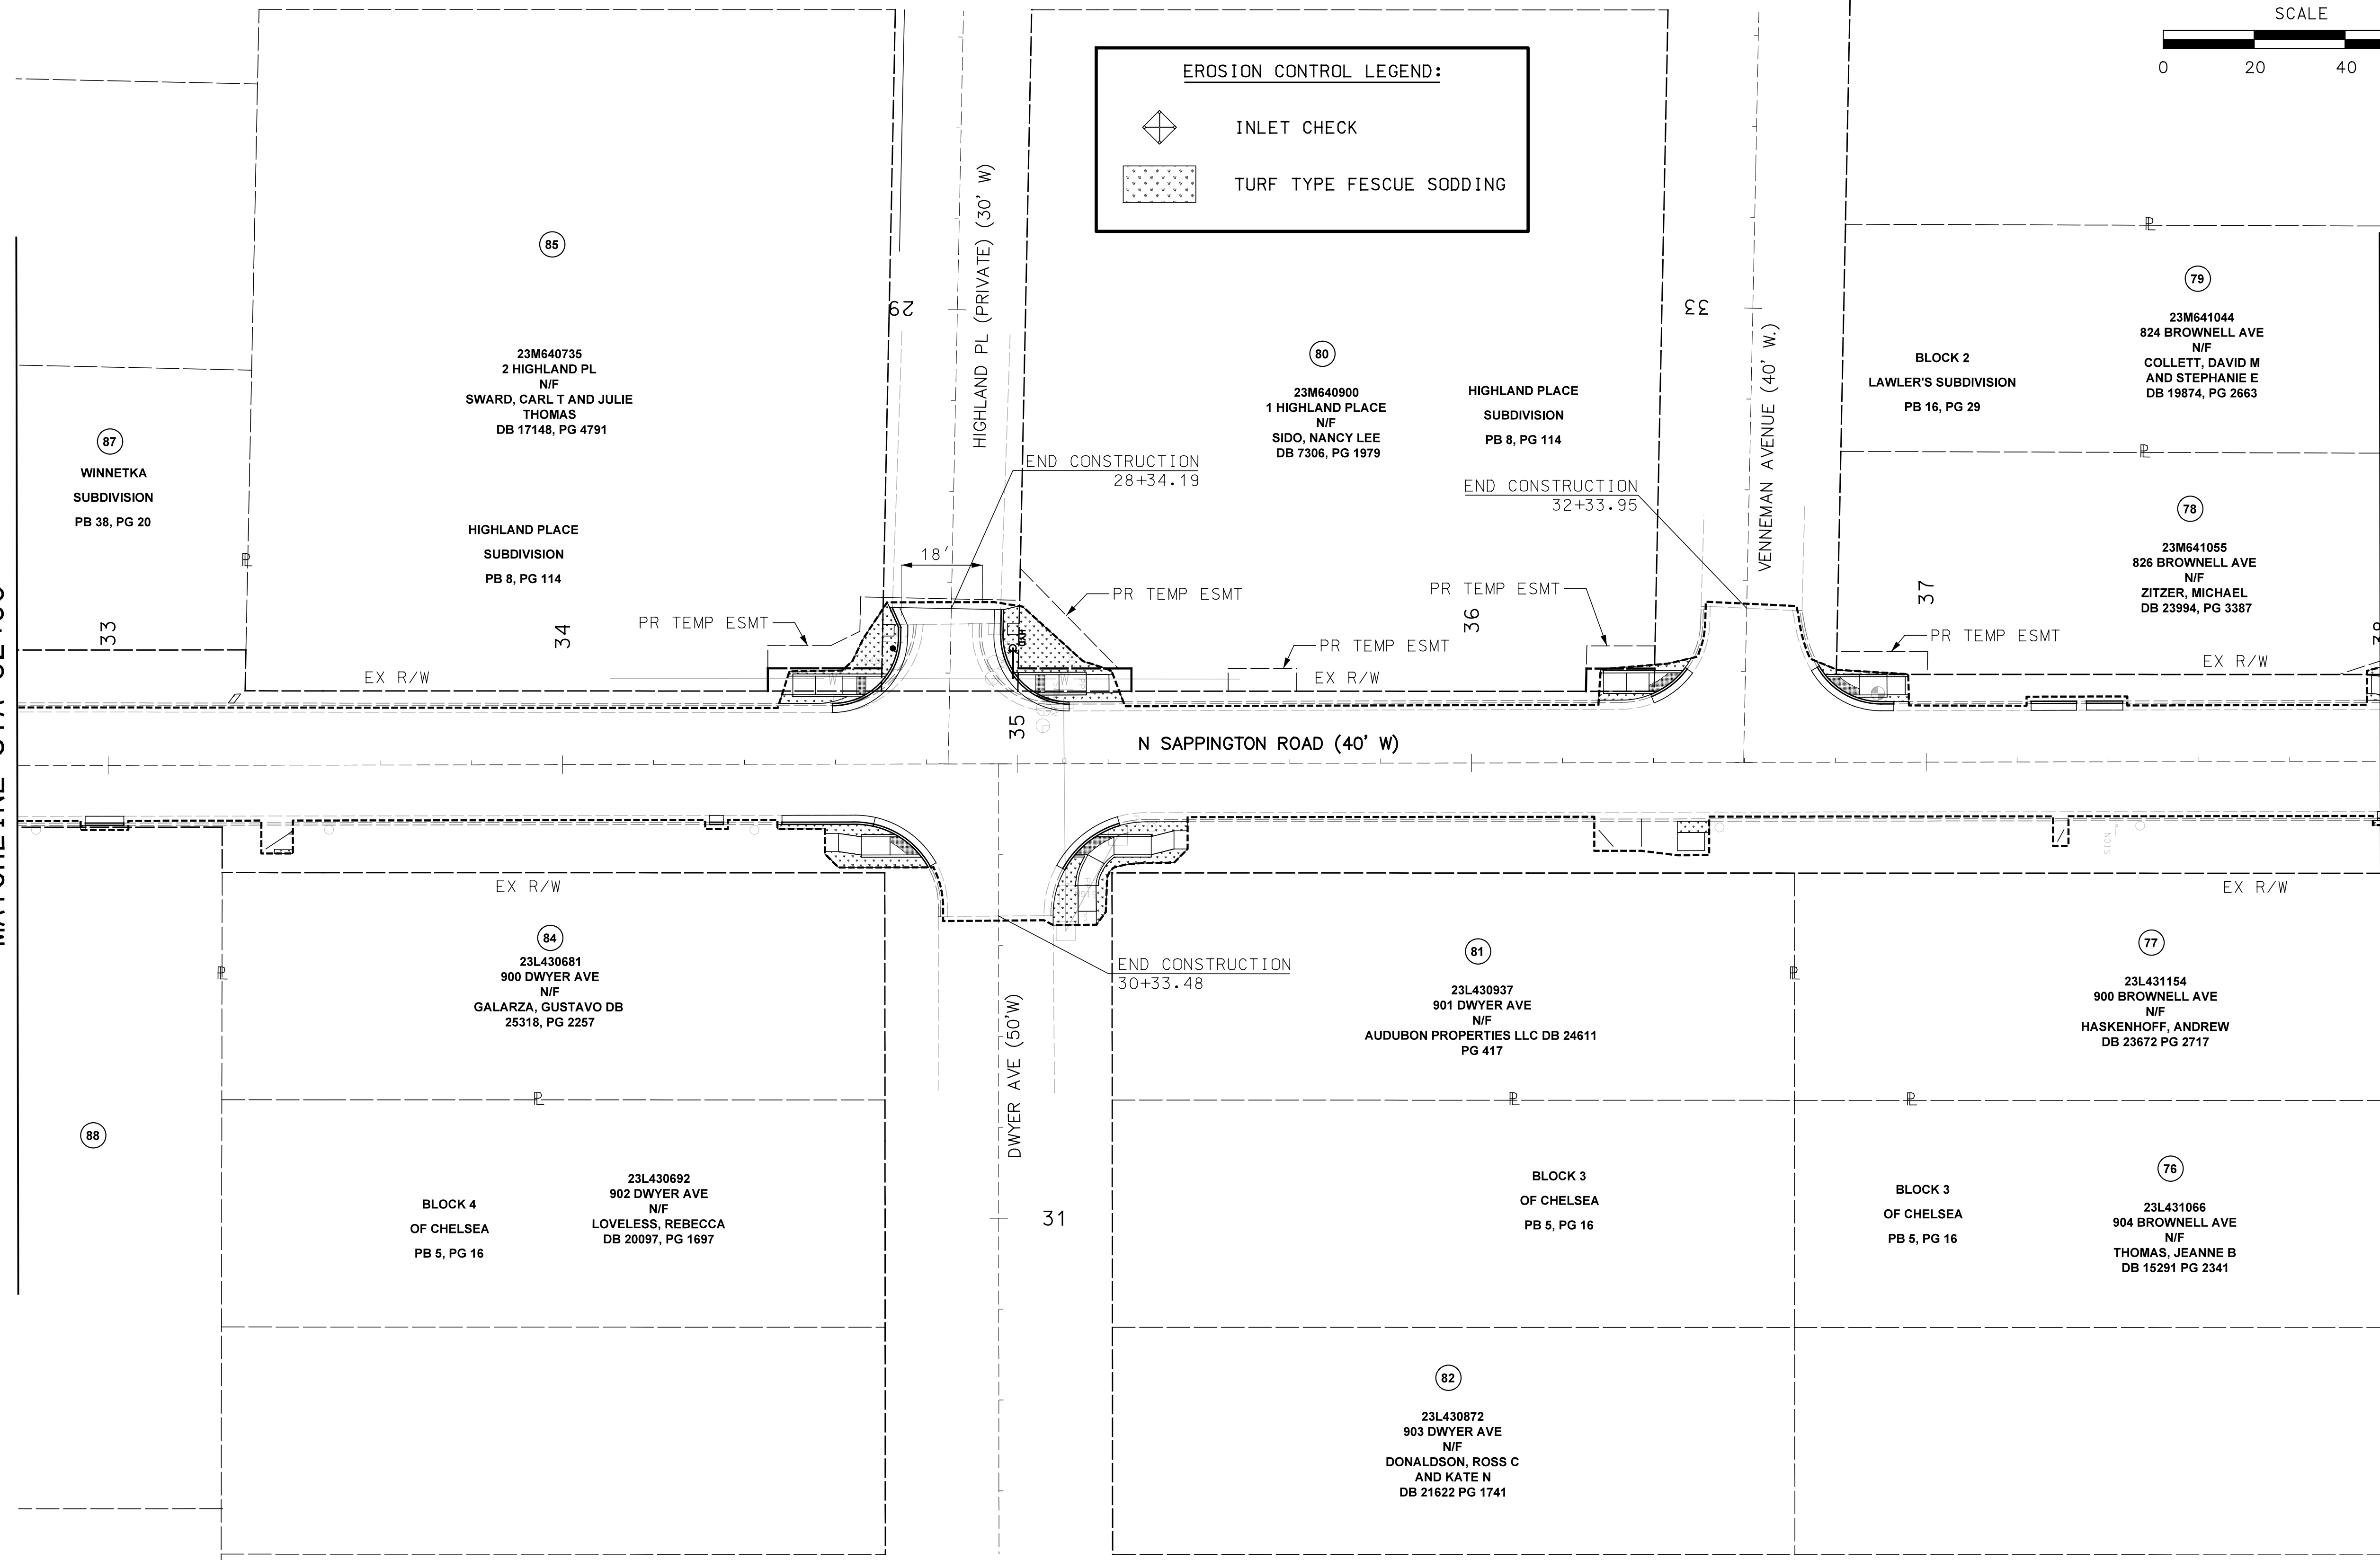 SCALE
0 20 40
EROSION CONTROL LEGEND:
INLET CHECK
TURF TYPE FESCUE SODDING
85
23M640735
2 HIGHLAND PL
N/F
SWARD, CARL T AND JULIE
THOMAS
DB 17148, PG 4791
HIGHLAND PLACE
SUBDIVISION
PB 8, PG 114
87
WINNETKA
SUBDIVISION
PB 38, PG 20
29
HIGHLAND PL (PRIVATE) (30' W)
END CONSTRUCTION
28+34.19
18'
80
23M640900
1 HIGHLAND PLACE
N/F
SIDO, NANCY LEE
DB 7306, PG 1979
HIGHLAND PLACE
SUBDIVISION
PB 8, PG 114
33
VENNEMAN AVENUE (40' W.)
END CONSTRUCTION
32+33.95
BLOCK 2
LAWLER'S SUBDIVISION
PB 16, PG 29
79
23M641044
824 BROWNELL AVE
N/F
COLLETT, DAVID M
AND STEPHANIE E
DB 19874, PG 2663
78
23M641055
826 BROWNELL AVE
N/F
ZITZER, MICHAEL
DB 23994, PG 3387
PL
PL
PL
PR TEMP ESMT
PR TEMP ESMT
PR TEMP ESMT
PR TEMP ESMT
PR TEMP ESMT
EX R/W
EX R/W
EX R/W
33
34
35
36
37
38
HYD
W
W
N SAPPINGTON ROAD (40' W)
SIGN
EX R/W
EX R/W
84
23L430681
900 DWYER AVE
N/F
GALARZA, GUSTAVO DB
25318, PG 2257
PL
PL
END CONSTRUCTION
30+33.48
DWYER AVE (50'W)
31
81
23L430937
901 DWYER AVE
N/F
AUDUBON PROPERTIES LLC DB 24611
PG 417
PL
PL
PL
77
23L431154
900 BROWNELL AVE
N/F
HASKENHOFF, ANDREW
DB 23672 PG 2717
88
BLOCK 4
OF CHELSEA
PB 5, PG 16
23L430692
902 DWYER AVE
N/F
LOVELESS, REBECCA
DB 20097, PG 1697
BLOCK 3
OF CHELSEA
PB 5, PG 16
BLOCK 3
OF CHELSEA
PB 5, PG 16
76
23L431066
904 BROWNELL AVE
N/F
THOMAS, JEANNE B
DB 15291 PG 2341
82
23L430872
903 DWYER AVE
N/F
DONALDSON, ROSS C
AND KATE N
DB 21622 PG 1741